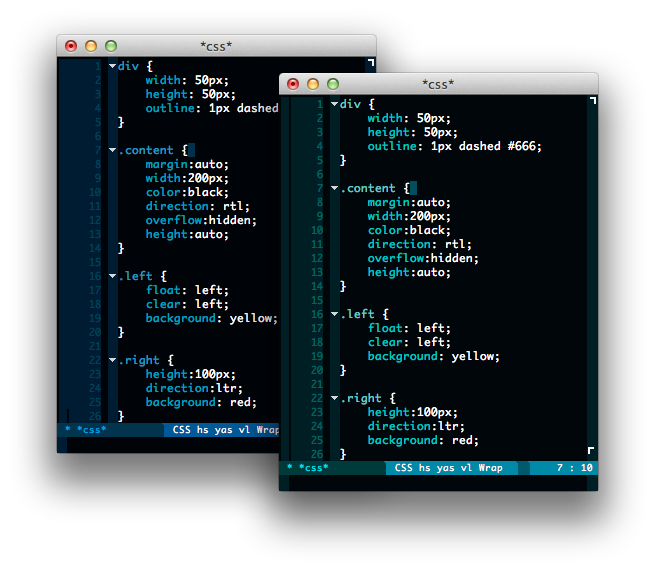 *css*
1 div {
2 width: 50px;
3 height: 50px;
4 outline: 1px dashed
5 }
6
7 .content {
8 margin:auto;
9 width:200px;
10 color:black;
11 direction: rtl;
12 overflow:hidden;
13 height:auto;
14 }
15
16 .left {
17 float: left;
18 clear: left;
19 background: yellow;
20 }
21
22 .right {
23 height:100px;
24 direction:ltr;
25 background: red;
26 }
* *css* CSS hs yas vl Wrap
*css*
1 div {
2 width: 50px;
3 height: 50px;
4 outline: 1px dashed #666;
5 }
6
7 .content {
8 margin:auto;
9 width:200px;
10 color:black;
11 direction: rtl;
12 overflow:hidden;
13 height:auto;
14 }
15
16 .left {
17 float: left;
18 clear: left;
19 background: yellow;
20 }
21
22 .right {
23 height:100px;
24 direction:ltr;
25 background: red;
26 }
* *css* CSS hs yas vl Wrap 7 : 10